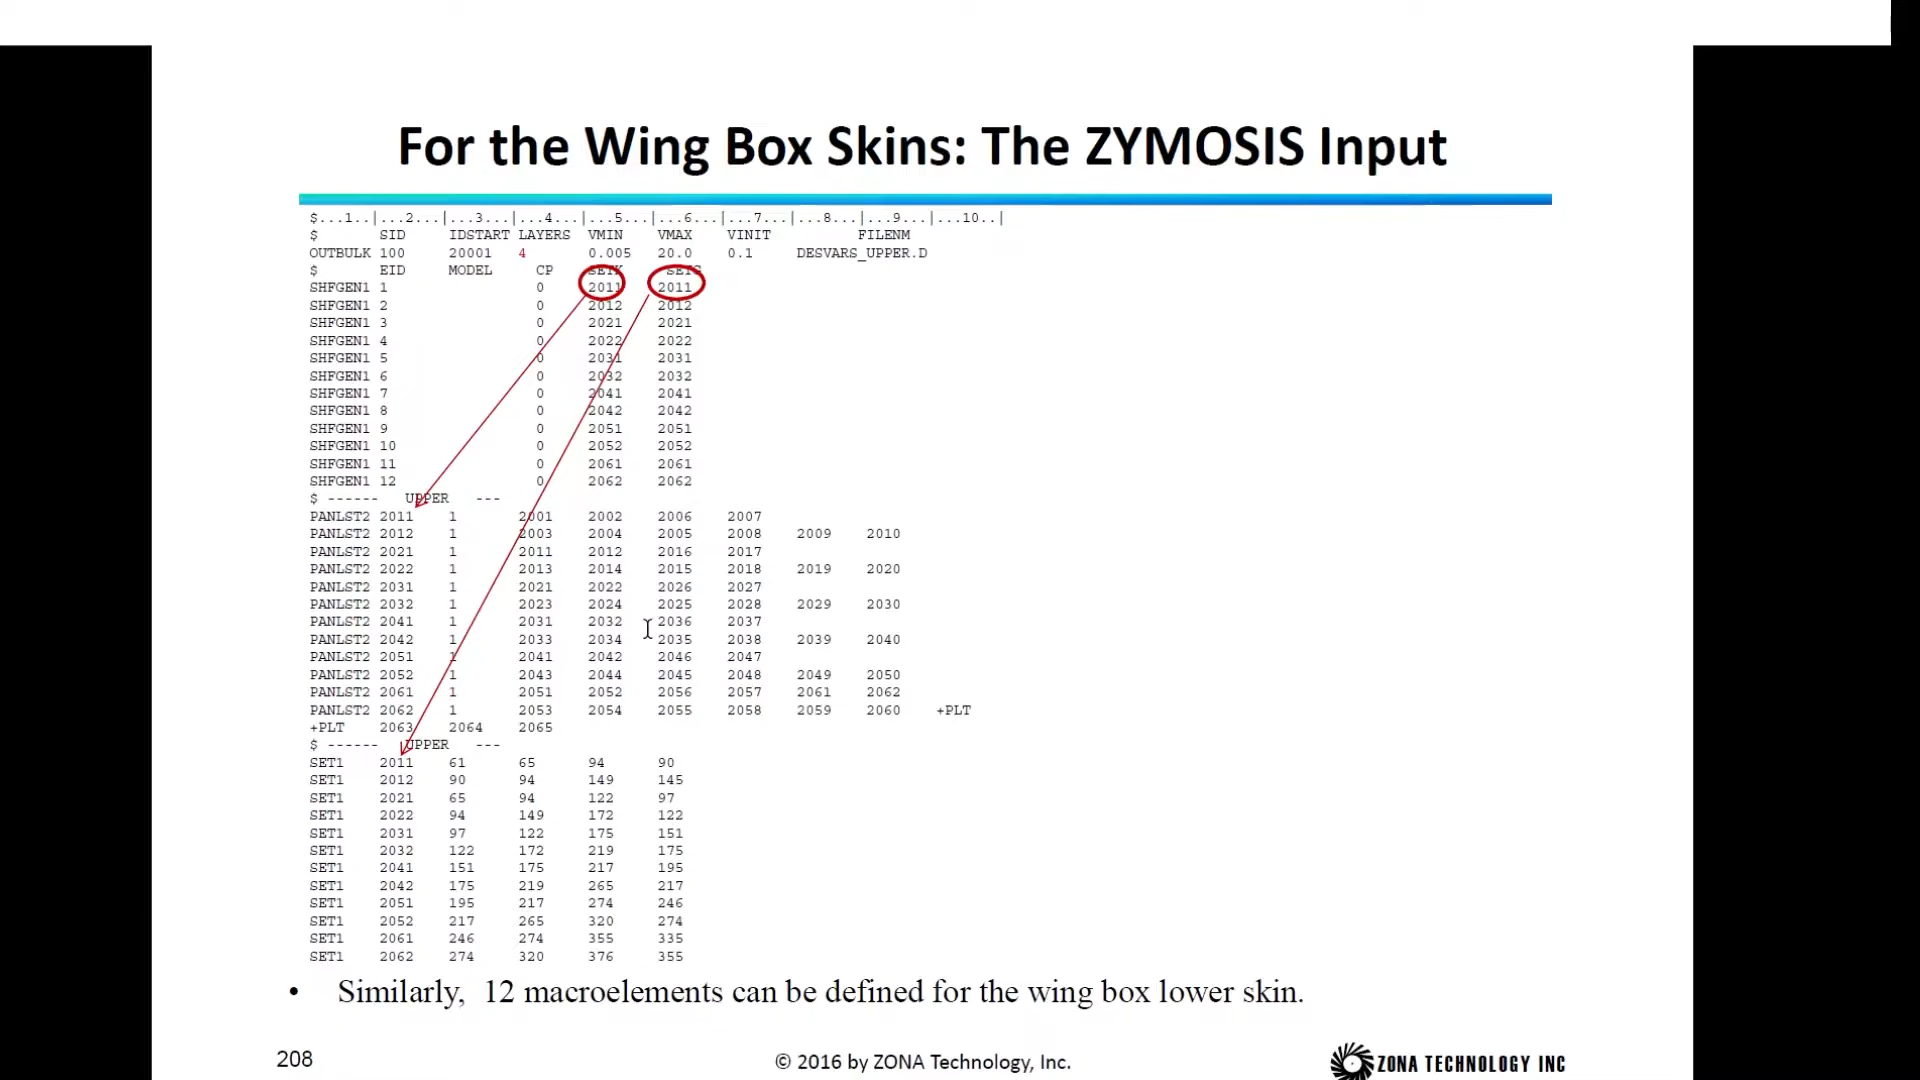 For the Wing Box Skins: The ZYMOSIS Input
$...1..|...2...|...3...|...4...|...5...|...6...|...7...|...8...|...9...|...10..|
$ SID IDSTART LAYERS VMIN VMAX VINIT FILENM
OUTBULK 100 20001 4 0.005 20.0 0.1 DESVARS_UPPER.D
$ EID MODEL CP SETK SETG
SHFGEN1 1 0 2011 2011
SHFGEN1 2 0 2012 2012
SHFGEN1 3 0 2021 2021
SHFGEN1 4 0 2022 2022
SHFGEN1 5 0 2031 2031
SHFGEN1 6 0 2032 2032
SHFGEN1 7 0 2041 2041
SHFGEN1 8 0 2042 2042
SHFGEN1 9 0 2051 2051
SHFGEN1 10 0 2052 2052
SHFGEN1 11 0 2061 2061
SHFGEN1 12 0 2062 2062
$ ------ UPPER ---
PANLST2 2011 1 2001 2002 2006 2007
PANLST2 2012 1 2003 2004 2005 2008 2009 2010
PANLST2 2021 1 2011 2012 2016 2017
PANLST2 2022 1 2013 2014 2015 2018 2019 2020
PANLST2 2031 1 2021 2022 2026 2027
PANLST2 2032 1 2023 2024 2025 2028 2029 2030
PANLST2 2041 1 2031 2032 2036 2037
PANLST2 2042 1 2033 2034 2035 2038 2039 2040
PANLST2 2051 1 2041 2042 2046 2047
PANLST2 2052 1 2043 2044 2045 2048 2049 2050
PANLST2 2061 1 2051 2052 2056 2057 2061 2062
PANLST2 2062 1 2053 2054 2055 2058 2059 2060 +PLT
+PLT 2063 2064 2065
$ ------ UPPER ---
SET1 2011 61 65 94 90
SET1 2012 90 94 149 145
SET1 2021 65 94 122 97
SET1 2022 94 149 172 122
SET1 2031 97 122 175 151
SET1 2032 122 172 219 175
SET1 2041 151 175 217 195
SET1 2042 175 219 265 217
SET1 2051 195 217 274 246
SET1 2052 217 265 320 274
SET1 2061 246 274 355 335
SET1 2062 274 320 376 355
• Similarly, 12 macroelements can be defined for the wing box lower skin.
208
© 2016 by ZONA Technology, Inc.
ZONA TECHNOLOGY INC